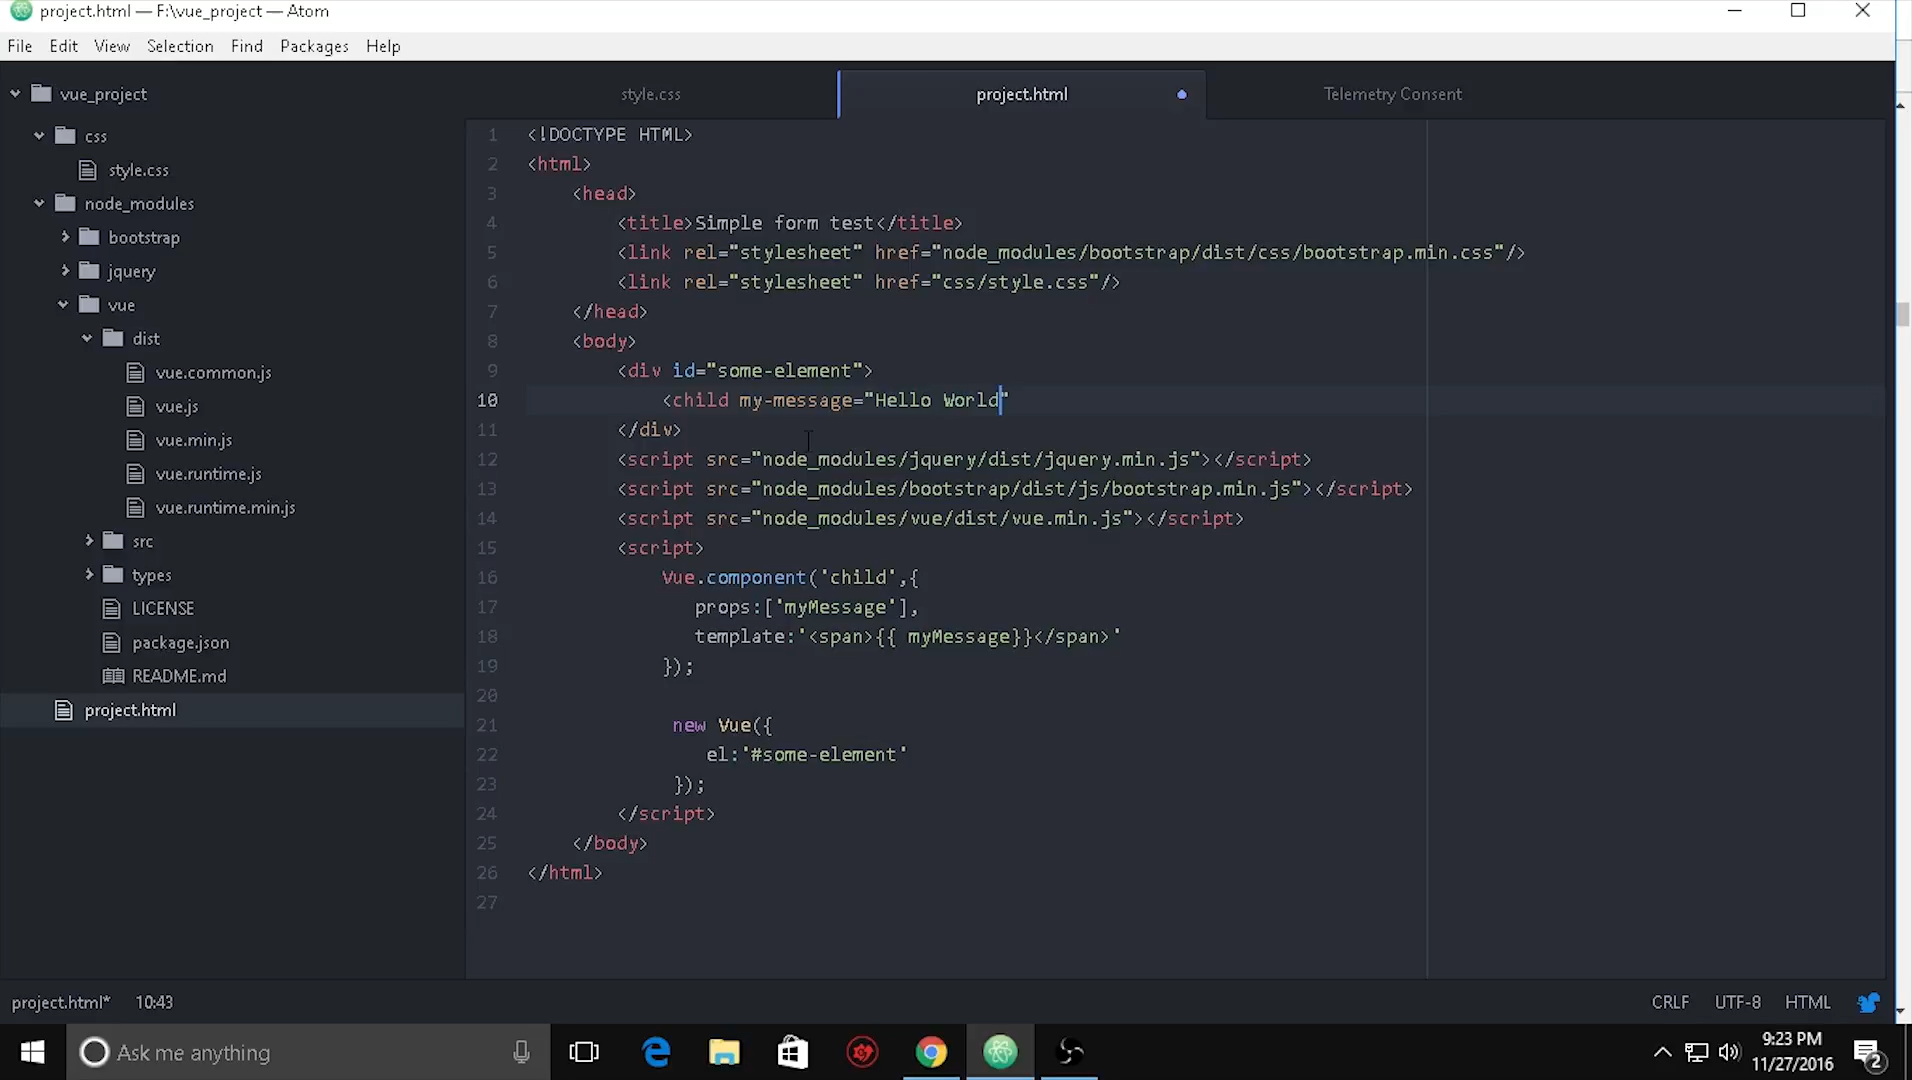 project.html — F:\vue_project — Atom
File Edit View Selection Find Packages Help
vue_project
css
style.css
node_modules
bootstrap
jquery
vue
dist
vue.common.js
vue.js
vue.min.js
vue.runtime.js
vue.runtime.min.js
src
types
LICENSE
package.json
README.md
project.html
style.css project.html Telemetry Consent
1 <!DOCTYPE HTML>
2 <html>
3 <head>
4 <title>Simple form test</title>
5 <link rel="stylesheet" href="node_modules/bootstrap/dist/css/bootstrap.min.css"/>
6 <link rel="stylesheet" href="css/style.css"/>
7 </head>
8 <body>
9 <div id="some-element">
10 <child my-message="Hello World"
11 </div>
12 <script src="node_modules/jquery/dist/jquery.min.js"></script>
13 <script src="node_modules/bootstrap/dist/js/bootstrap.min.js"></script>
14 <script src="node_modules/vue/dist/vue.min.js"></script>
15 <script>
16 Vue.component('child',{
17 props:['myMessage'],
18 template:'<span>{{ myMessage}}</span>'
19 });
20
21 new Vue({
22 el:'#some-element'
23 });
24 </script>
25 </body>
26 </html>
27
project.html* 10:43 CRLF UTF-8 HTML
Ask me anything
9:23 PM
11/27/2016
2